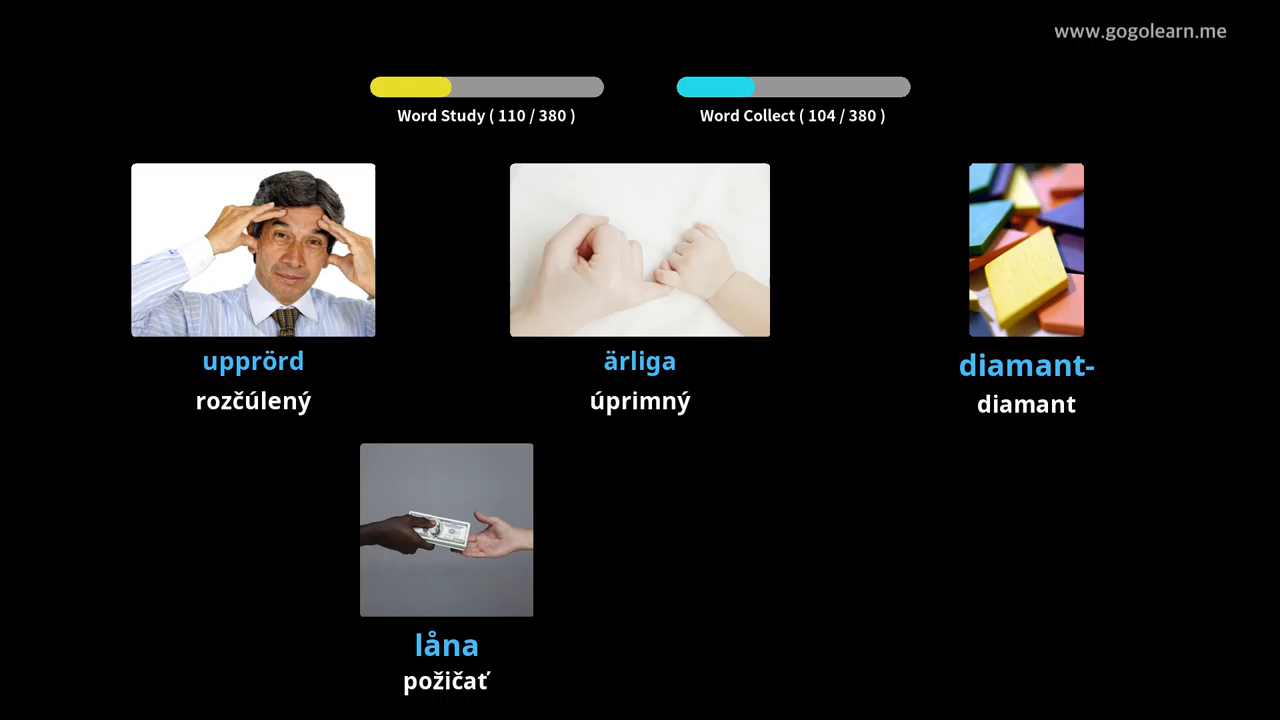 www.gogolearn.me
Word Study ( 110 / 380 )
Word Collect ( 104 / 380 )
upprörd
rozčúlený
ärliga
úprimný
diamant-
diamant
låna
požičať